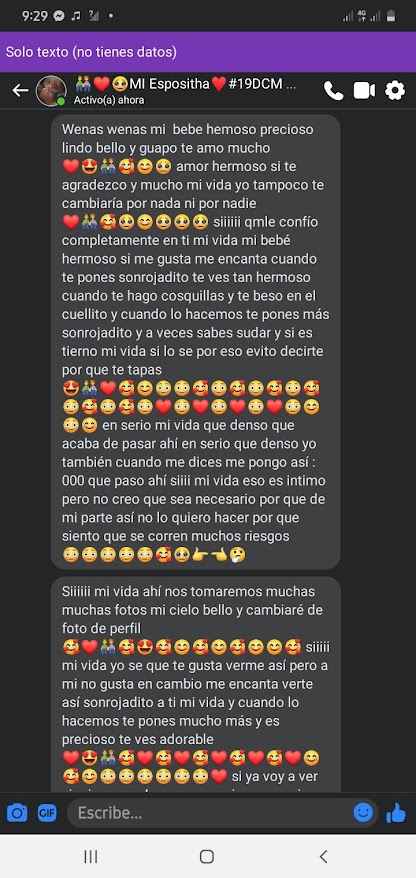 9:29
4G
Solo texto (no tienes datos)
👫❤️🥺MI Espositha❤️#19DCM ...
Activo(a) ahora
Wenas wenas mi bebe hemoso precioso
lindo bello y guapo te amo mucho
❤️😍👫🥰😊🥺 amor hermoso si te
agradezco y mucho mi vida yo tampoco te
cambiaría por nada ni por nadie
❤️👫🥰🥺😊🥺🥺🥺 siiiiii qmle confío
completamente en ti mi vida mi bebé
hermoso si me gusta me encanta cuando
te pones sonrojadito te ves tan hermoso
cuando te hago cosquillas y te beso en el
cuellito y cuando lo hacemos te pones más
sonrojadito y a veces sabes sudar y si es
tierno mi vida si lo se por eso evito decirte
por que te tapas
😍👫❤️🥰😊😳😳🥰😳🥰😳🥰😳🥰
😳🥰😳🥰😳❤️😳❤️😳❤️😳❤️😳😊
😳😊 en serio mi vida que denso que
acaba de pasar ahí en serio que denso yo
también cuando me dices me pongo así :
000 que paso ahí siiii mi vida eso es intimo
pero no creo que sea necesario por que de
mi parte así no lo quiero hacer por que
siento que se corren muchos riesgos
😳😳😳😳😳🥰🥺👉👈🤔
Siiiiii mi vida ahí nos tomaremos muchas
muchas fotos mi cielo bello y cambiaré de
foto de perfil
🥰❤️👫🥰😍🥰😊🥰😊🥰😊😊🥰 siiiii
mi vida yo se que te gusta verme así pero a
mi no gusta en cambio me encanta verte
así sonrojadito a ti mi vida y cuando lo
hacemos te pones mucho más y es
precioso te ves adorable
❤️😍👫🥰❤️🥰❤️🥰❤️🥰❤️🥰❤️😊
🥰😊😳😳😳😳😳😳❤️ si ya voy a ver
GIF
Escribe...